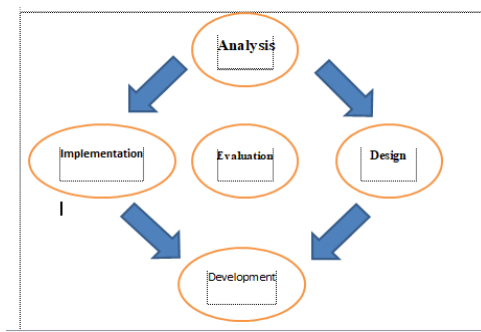 Analysis
Implementation
Evaluation
Design
Development